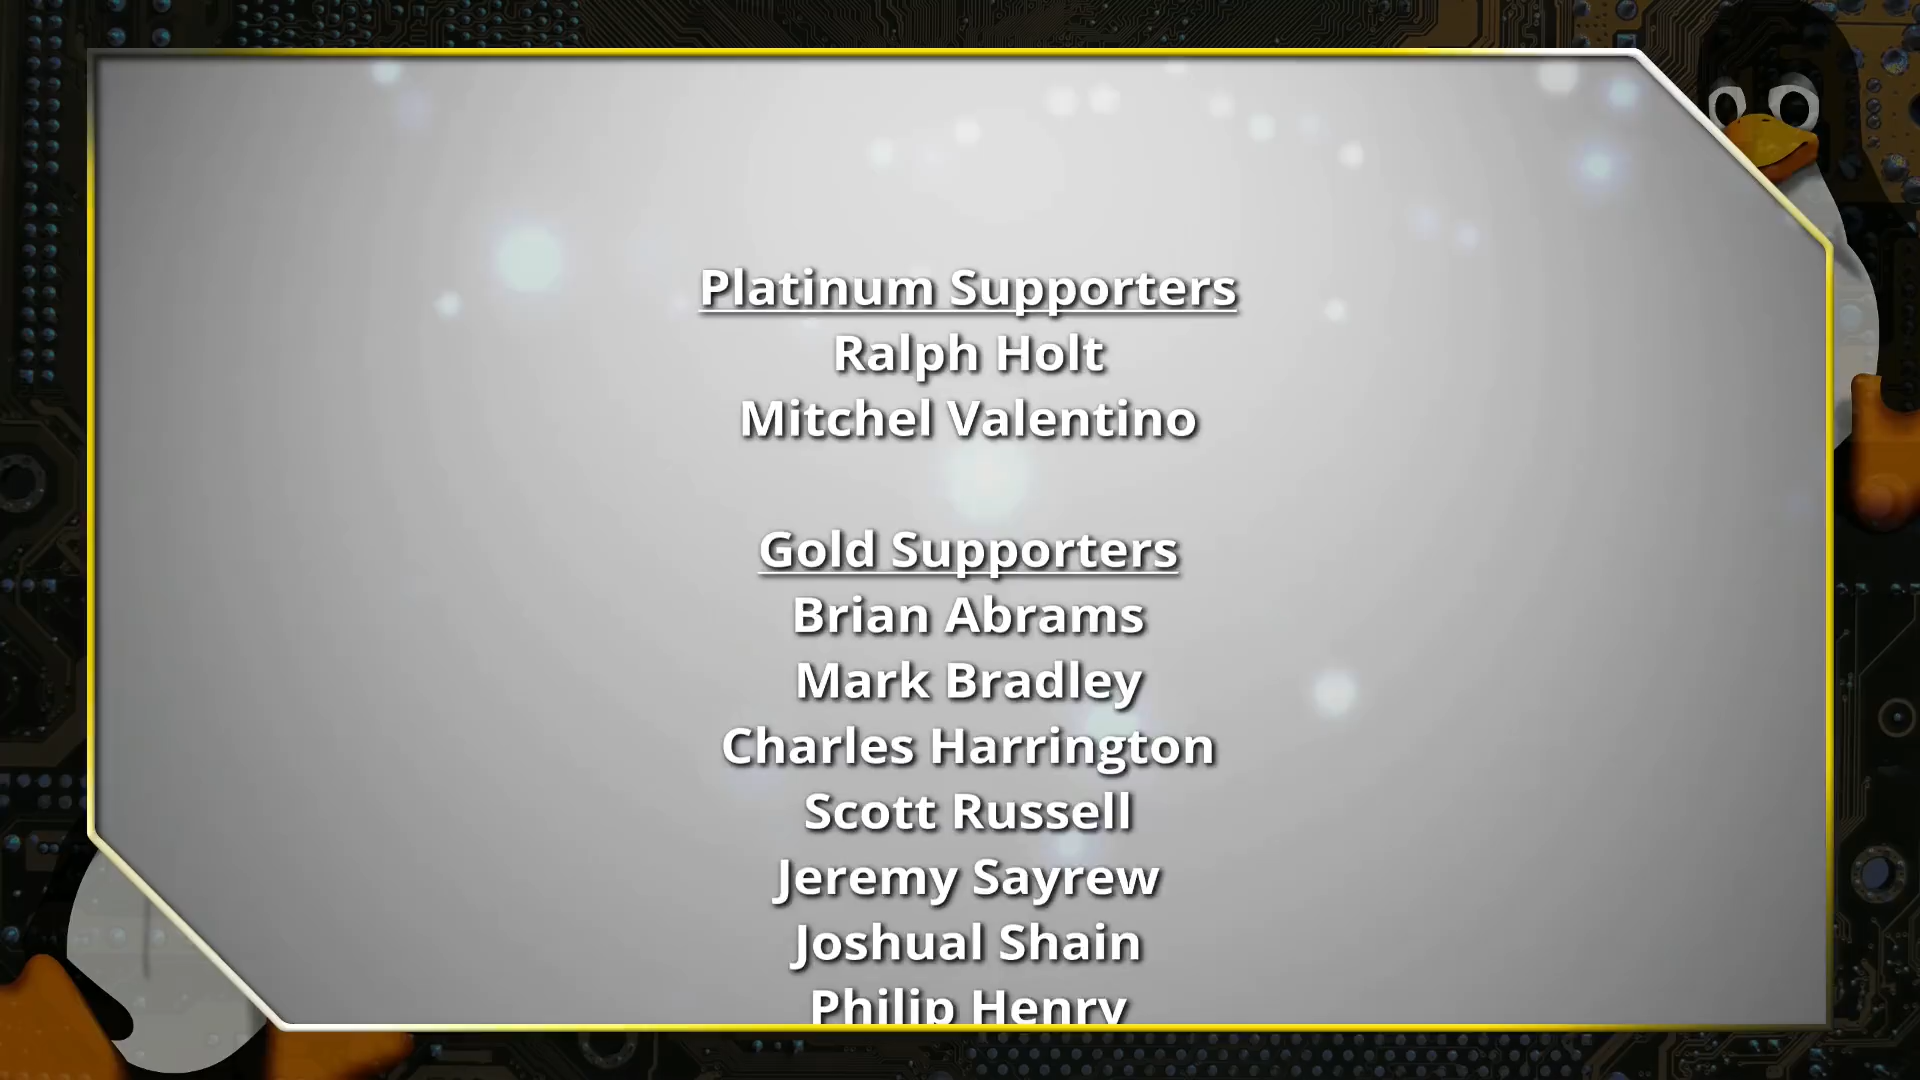 Platinum Supporters
Ralph Holt
Mitchel Valentino
Gold Supporters
Brian Abrams
Mark Bradley
Charles Harrington
Scott Russell
Jeremy Sayrew
Joshual Shain
Philip Henry